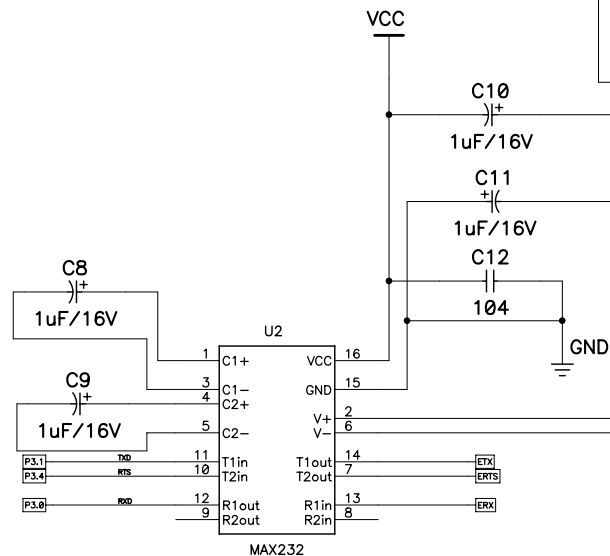 VCC
C10
+
1uF/16V
C11
+
1uF/16V
C12
104
GND
C8
+
1uF/16V
C9
+
1uF/16V
U2
1 C1+ VCC 16
3 C1- GND 15
4 C2+
5 C2- V+ 2
V- 6
P3.1 TXD 11 T1in T1out 14 ETX
P3.4 RTS 10 T2in T2out 7 ERTS
P3.0 RXD 12 R1out R1in 13 ERX
9 R2out R2in 8
MAX232